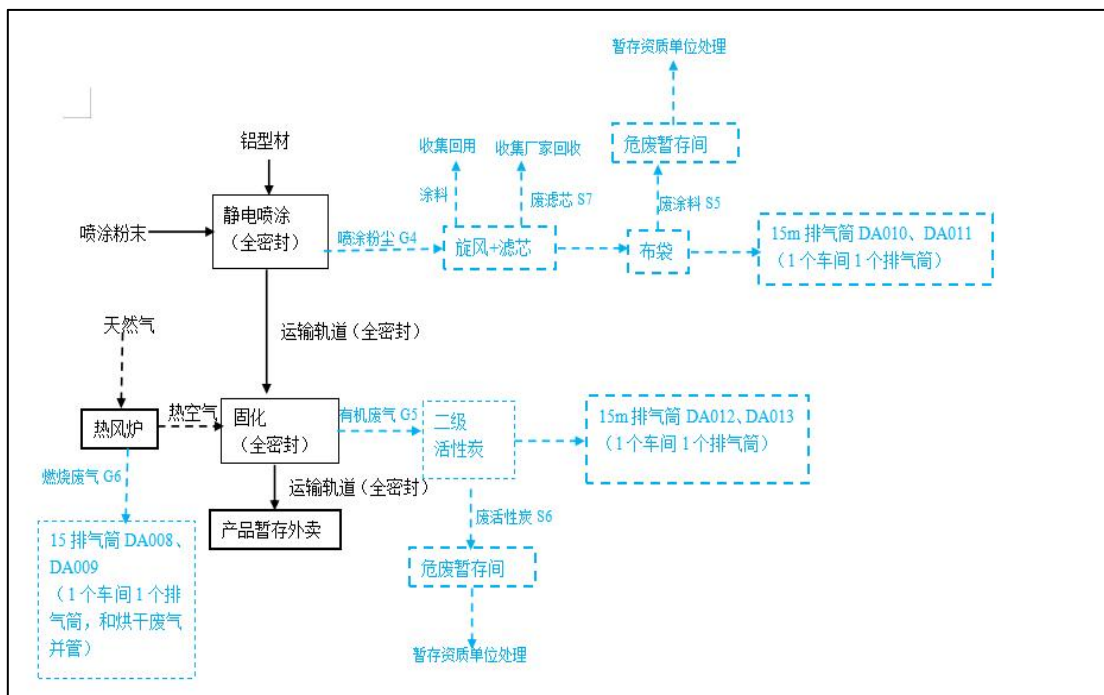 暂存资质单位处理
铝型材
收集回用
收集厂家回收
危废暂存间
涂料
废滤芯 S7
废涂料 S5
静电喷涂
（全密封）
喷涂粉末
喷涂粉尘 G4
旋风+滤芯
布袋
15m 排气筒 DA010、DA011
（1 个车间 1 个排气筒）
天然气
运输轨道（全密封）
热风炉
热空气
固化
（全密封）
有机废气 G5
二级
活性炭
15m 排气筒 DA012、DA013
（1 个车间 1 个排气筒）
燃烧废气 G6
运输轨道（全密封）
产品暂存外卖
废活性炭 S6
15 排气筒 DA008、
DA009
（1 个车间 1 个排
气筒，和烘干废气
并管）
危废暂存间
暂存资质单位处理